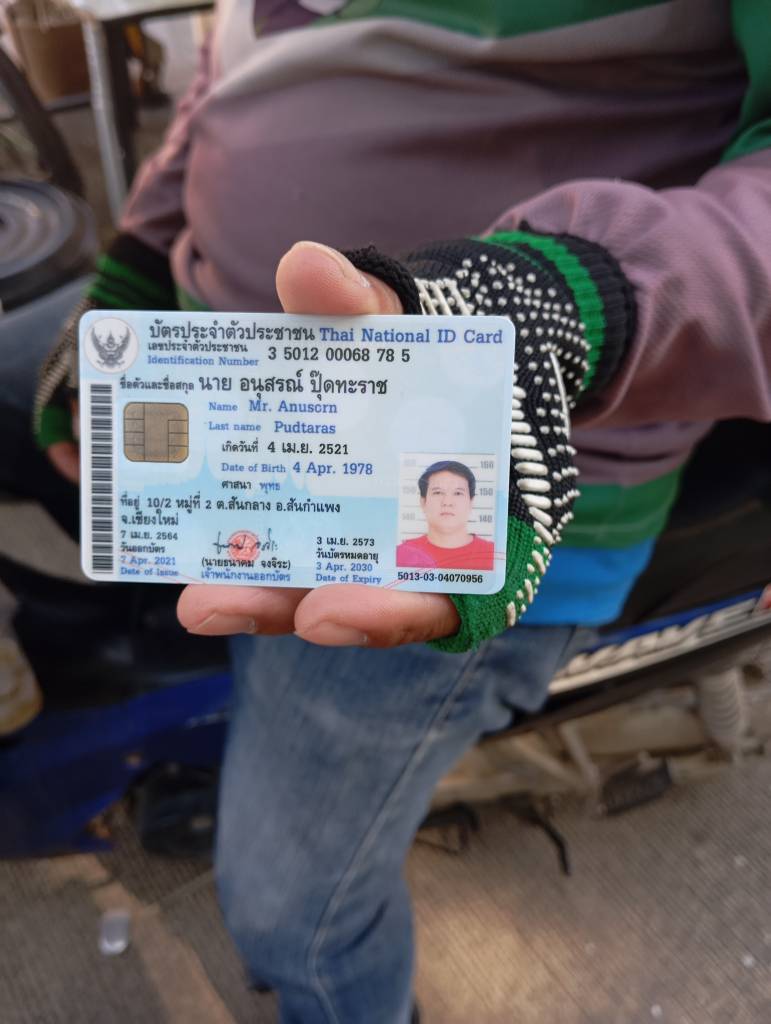 บัตรประจำตัวประชาชน Thai National ID Card
เลขประจำตัวประชาชน
Identification Number 3 5012 00068 78 5
ชื่อตัวและชื่อสกุล นาย อนุสรณ์ ปุ๊ดทะราช
Name Mr. Anusorn
Last name Pudtaras
เกิดวันที่ 4 เม.ย. 2521
Date of Birth 4 Apr. 1978
ศาสนา พุทธ
ที่อยู่ 10/2 หมู่ที่ 2 ต.สันกลาง อ.สันกำแพง
จ.เชียงใหม่
7 เม.ย. 2564
วันออกบัตร
7 Apr. 2021
Date of Issue
(นายธนาคม จงจิระ)
เจ้าพนักงานออกบัตร
3 เม.ย. 2573
วันบัตรหมดอายุ
3 Apr. 2030
Date of Expiry
160
150
140
5013-03-04070956
WAVE